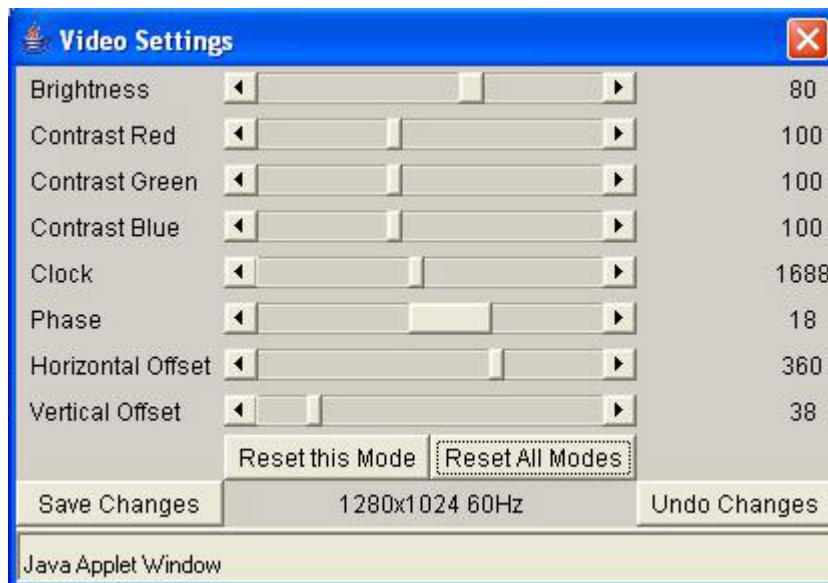 Video Settings
Brightness 80
Contrast Red 100
Contrast Green 100
Contrast Blue 100
Clock 1688
Phase 18
Horizontal Offset 360
Vertical Offset 38
Reset this Mode Reset All Modes
Save Changes 1280x1024 60Hz Undo Changes
Java Applet Window